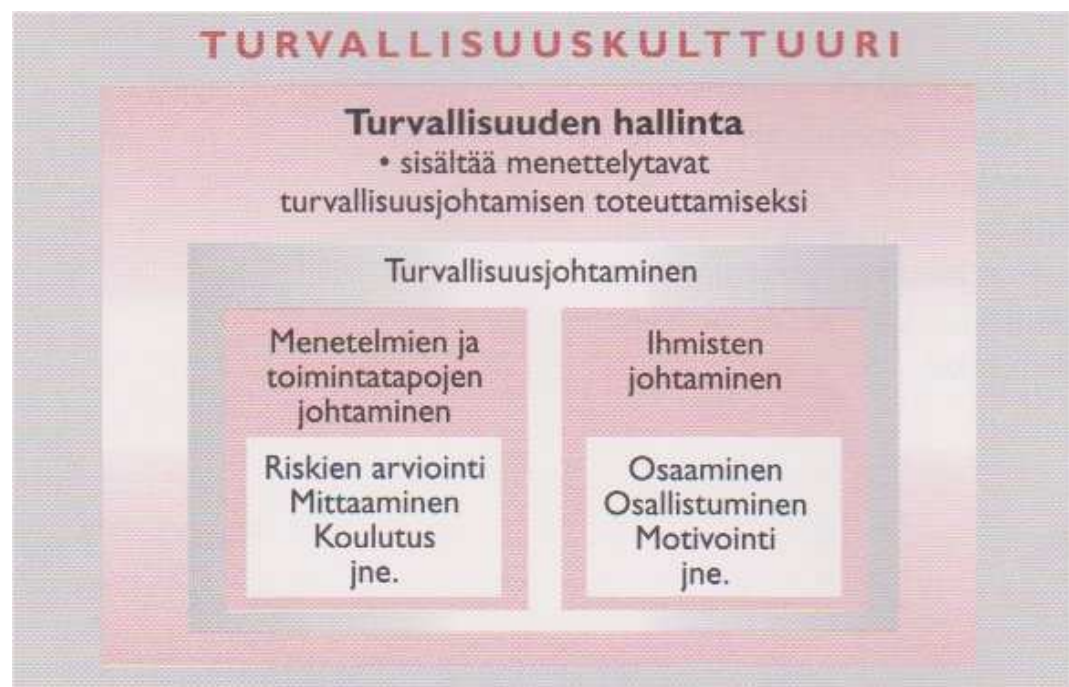 TURVALLISUUSKULTTUURI
Turvallisuuden hallinta
• sisältää menettelytavat
turvallisuusjohtamisen toteuttamiseksi
Turvallisuusjohtaminen
Menetelmien ja
toimintatapojen
johtaminen
Riskien arviointi
Mittaaminen
Koulutus
jne.
Ihmisten
johtaminen
Osaaminen
Osallistuminen
Motivointi
jne.